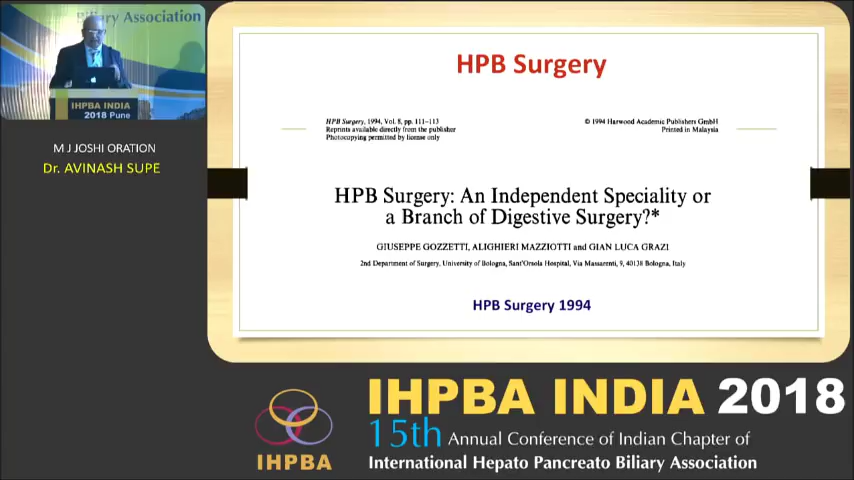 Biliary Association
IHPBA INDIA
2018 Pune
M J JOSHI ORATION
Dr. AVINASH SUPE
HPB Surgery
HPB Surgery, 1994, Vol. 8, pp. 111–113
Reprints available directly from the publisher
Photocopying permitted by license only
© 1994 Harwood Academic Publishers GmbH
Printed in Malaysia
HPB Surgery: An Independent Speciality or
a Branch of Digestive Surgery?*
GIUSEPPE GOZZETTI, ALIGHIERI MAZZIOTTI and GIAN LUCA GRAZI
2nd Department of Surgery, University of Bologna, Sant'Orsola Hospital, Via Massarenti, 9, 40138 Bologna, Italy
HPB Surgery 1994
IHPBA
IHPBA INDIA 2018
15th Annual Conference of Indian Chapter of
International Hepato Pancreato Biliary Association